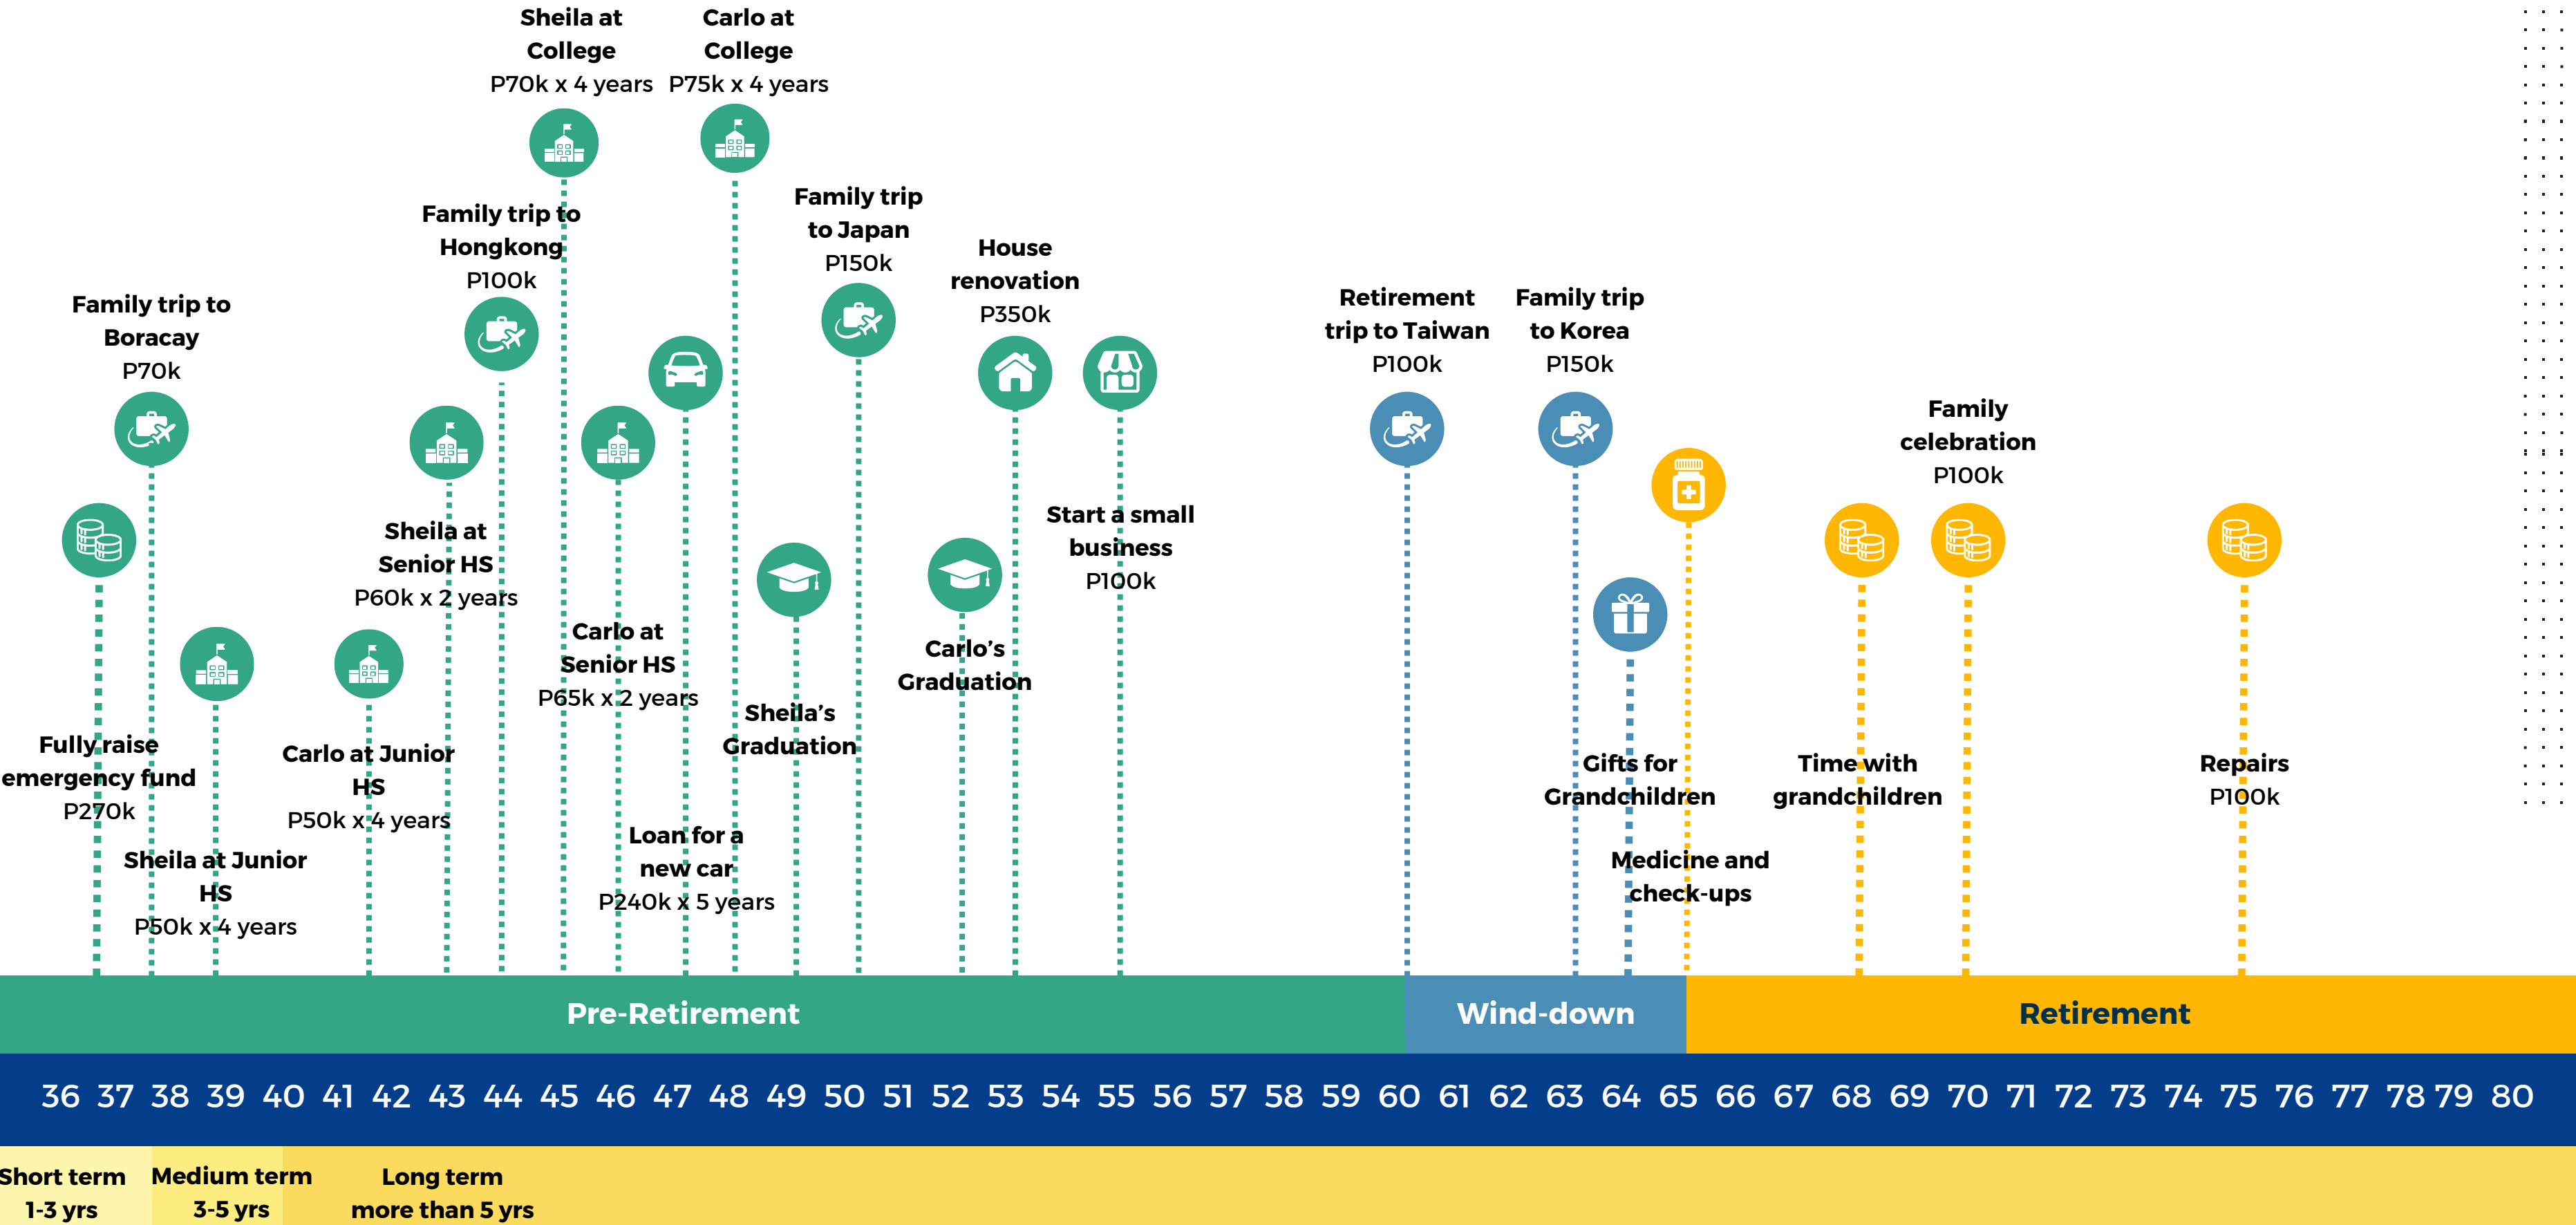 Sheila at
College
P70k x 4 years
Carlo at
College
P75k x 4 years
Family trip to
Hongkong
P100k
Family trip
to Japan
P150k
House
renovation
P350k
Family trip to
Boracay
P70k
Retirement
trip to Taiwan
P100k
Family trip
to Korea
P150k
Family
celebration
P100k
Sheila at
Senior HS
P60k x 2 years
Start a small
business
P100k
Carlo at
Senior HS
P65k x 2 years
Carlo’s
Graduation
Sheila’s
Graduation
Fully raise
emergency fund
P270k
Carlo at Junior
HS
P50k x 4 years
Gifts for
Grandchildren
Time with
grandchildren
Repairs
P100k
Loan for a
new car
P240k x 5 years
Sheila at Junior
HS
P50k x 4 years
Medicine and
check-ups
Pre-Retirement
Wind-down
Retirement
36 37 38 39 40 41 42 43 44 45 46 47 48 49 50 51 52 53 54 55 56 57 58 59 60 61 62 63 64 65 66 67 68 69 70 71 72 73 74 75 76 77 78 79 80
Short term
1-3 yrs
Medium term
3-5 yrs
Long term
more than 5 yrs